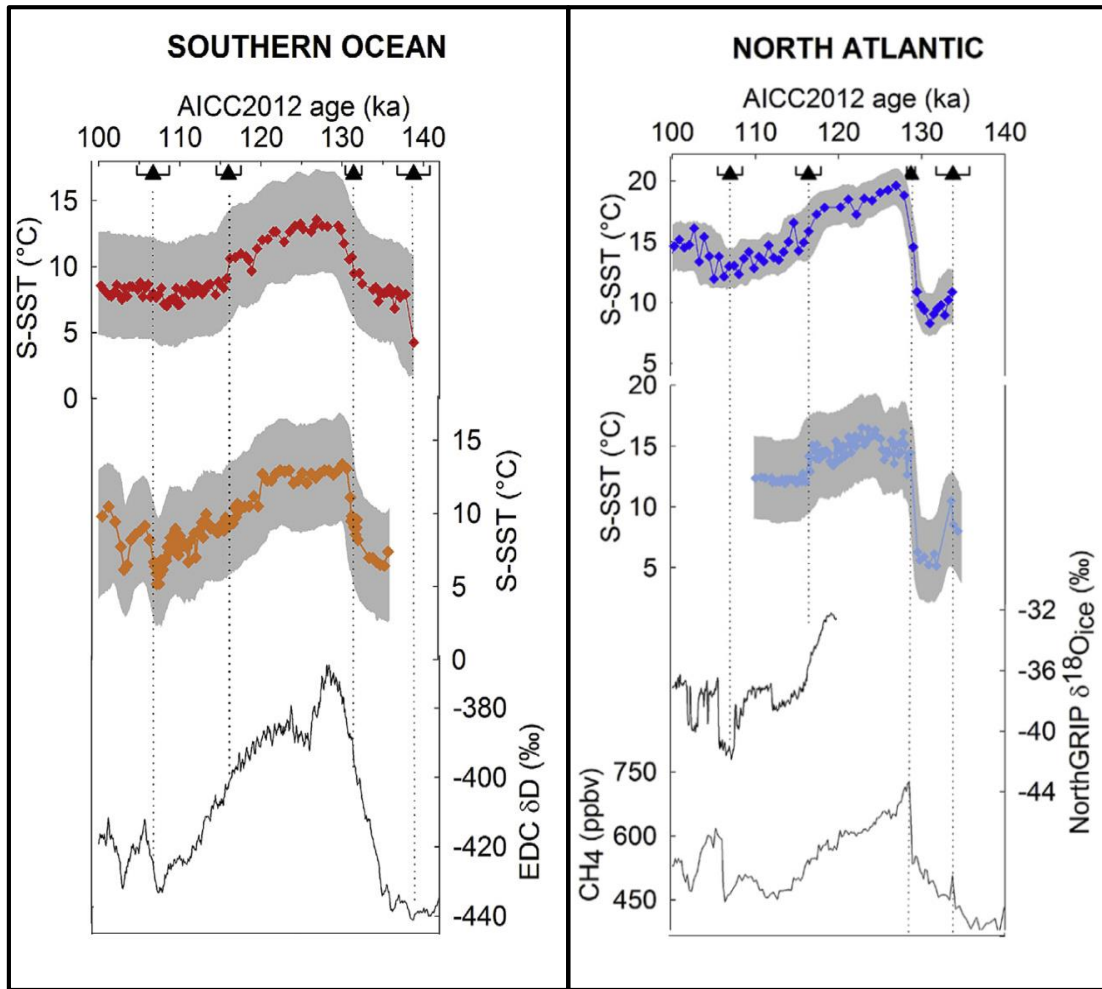 SOUTHERN OCEAN
AICC2012 age (ka)
100 110 120 130 140
15
10
5
0
S-SST (°C)
15
10
5
0
S-SST (°C)
-380
-400
-420
-440
EDC δD (‰)
NORTH ATLANTIC
AICC2012 age (ka)
100 110 120 130 140
20
15
10
5
S-SST (°C)
20
15
10
5
S-SST (°C)
-32
-36
-40
-44
NorthGRIP δ18Oice (‰)
750
600
450
CH4 (ppbv)